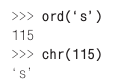 >>> ord('s')
115
>>> chr(115)
's'